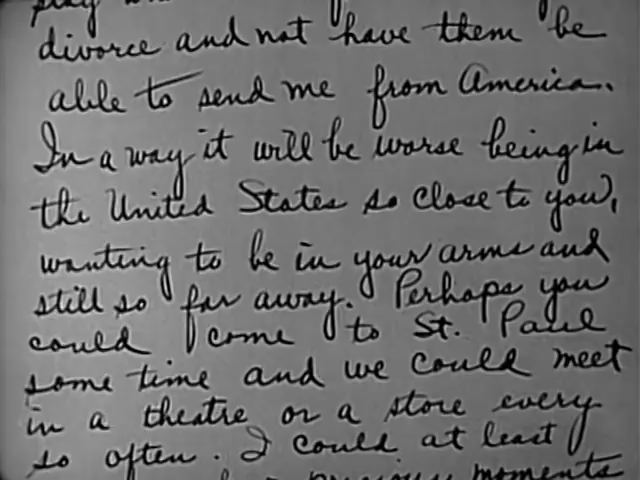 divorce and not have them be
able to send me from America.
In a way it will be worse being in
the United States so close to you,
wanting to be in your arms and
still so far away. Perhaps you
could come to St. Paul
some time and we could meet
in a theatre or a store every
so often. I could at least
precious moments